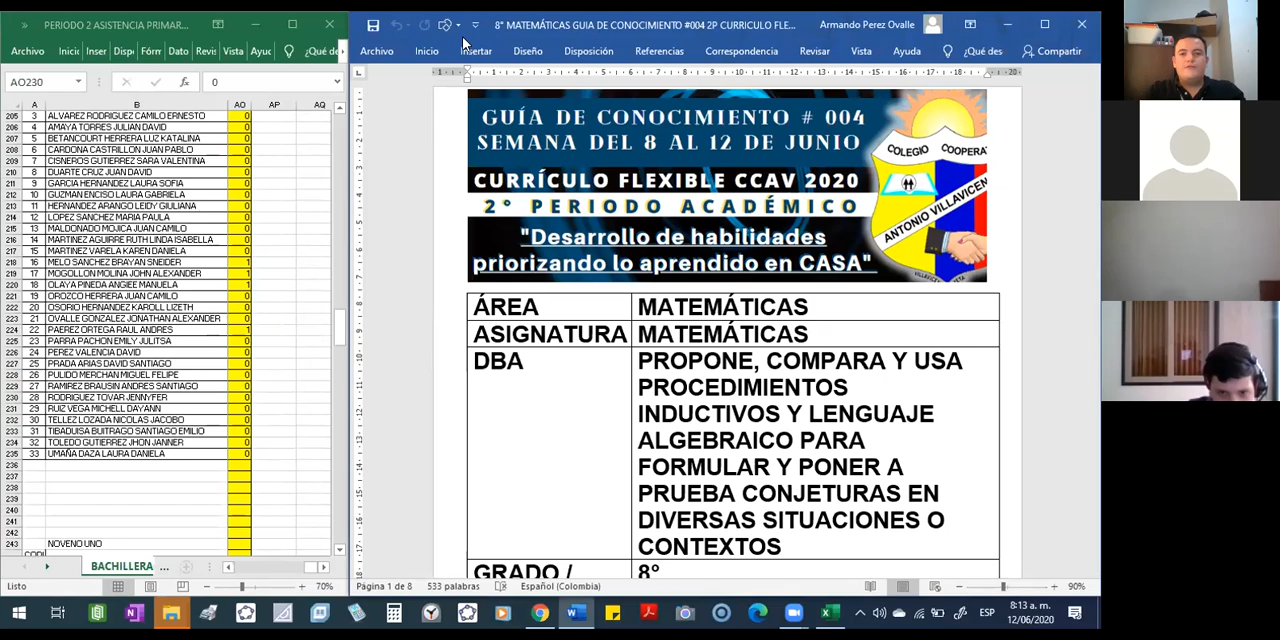 PERIODO 2 ASISTENCIA PRIMAR...
Archivo Inici Inser Dispo Fórm Dato Revis Vista Ayuda ¿Qué de
AO230 fx 0
A B AO AP AQ
205 3 ALVAREZ RODRIGUEZ CAMILO ERNESTO 0
206 4 AMAYA TORRES JULIAN DAVID 0
207 5 BETANCOURT HERRERA LUZ KATALINA 0
208 6 CARDONA CASTRILLON JUAN PABLO 0
209 7 CISNEROS GUTIERREZ SARA VALENTINA 0
210 8 DUARTE CRUZ JUAN DAVID 0
211 9 GARCIA HERNANDEZ LAURA SOFIA 0
212 10 GUZMAN ENCISO LAURA GABRIELA 0
213 11 HERNANDEZ ARANGO LEIDY GIULIANA 0
214 12 LOPEZ SANCHEZ MARIA PAULA 0
215 13 MALDONADO MOJICA JUAN CAMILO 0
216 14 MARTINEZ AGUIRRE RUTH LINDA ISABELLA 0
217 15 MARTINEZ VARELA KAREN DANIELA 0
218 16 MELO SANCHEZ BRAYAN SNEIDER 1
219 17 MOGOLLON MOLINA JOHN ALEXANDER 1
220 18 OLAYA PINEDA ANGIEE MANUELA 1
221 19 OROZCO HERRERA JUAN CAMILO 0
222 20 OSORIO HERNANDEZ KAROLL LIZETH 0
223 21 OVALLE GONZALEZ JONATHAN ALEXANDER 0
224 22 PAEREZ ORTEGA RAUL ANDRES 1
225 23 PARRA PACHON EMILY JULITSA 0
226 24 PEREZ VALENCIA DAVID 0
227 25 PRADA ARIAS DAVID SANTIAGO 0
228 26 PULIDO MERCHAN MIGUEL FELIPE 0
229 27 RAMIREZ BRAUSIN ANDRES SANTIAGO 0
230 28 RODRIGUEZ TOVAR JENNYFER 0
231 29 RUIZ VEGA MICHELL DAYANN 0
232 30 TELLEZ LOZADA NICOLAS JACOBO 0
233 31 TIBADUISA BUITRAGO SANTIAGO EMILIO 0
234 32 TOLEDO GUTIERREZ JHON JANNER 0
235 33 UMAÑA DAZA LAURA DANIELA 0
236
237
238
239
240
241
242
243 NOVENO UNO
BACHILLERA ...
Listo 70%
8° MATEMÁTICAS GUIA DE CONOCIMIENTO #004 2P CURRICULO FLE... Armando Perez Ovalle
Archivo Inicio Insertar Diseño Disposición Referencias Correspondencia Revisar Vista Ayuda ¿Qué des Compartir
GUÍA DE CONOCIMIENTO # 004
SEMANA DEL 8 AL 12 DE JUNIO
CURRÍCULO FLEXIBLE CCAV 2020
2° PERIODO ACADÉMICO
"Desarrollo de habilidades
priorizando lo aprendido en CASA"
COLEGIO COOPERAT
ANTONIO VILLAVICEN
ÁREA MATEMÁTICAS
ASIGNATURA MATEMÁTICAS
DBA PROPONE, COMPARA Y USA
PROCEDIMIENTOS
INDUCTIVOS Y LENGUAJE
ALGEBRAICO PARA
FORMULAR Y PONER A
PRUEBA CONJETURAS EN
DIVERSAS SITUACIONES O
CONTEXTOS
GRADO / 8°
Página 1 de 8 533 palabras Español (Colombia) 90%
ESP 8:13 a. m.
12/06/2020